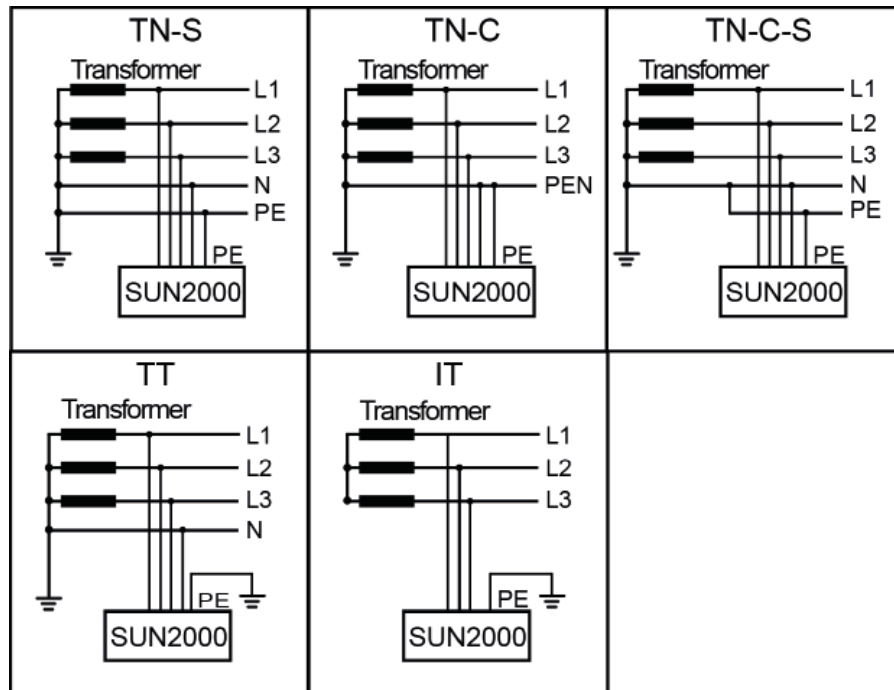 TN-S
Transformer
L1
L2
L3
N
PE
PE
SUN2000
TN-C
Transformer
L1
L2
L3
PEN
PE
SUN2000
TN-C-S
Transformer
L1
L2
L3
N
PE
PE
SUN2000
TT
Transformer
L1
L2
L3
N
PE
SUN2000
IT
Transformer
L1
L2
L3
PE
SUN2000